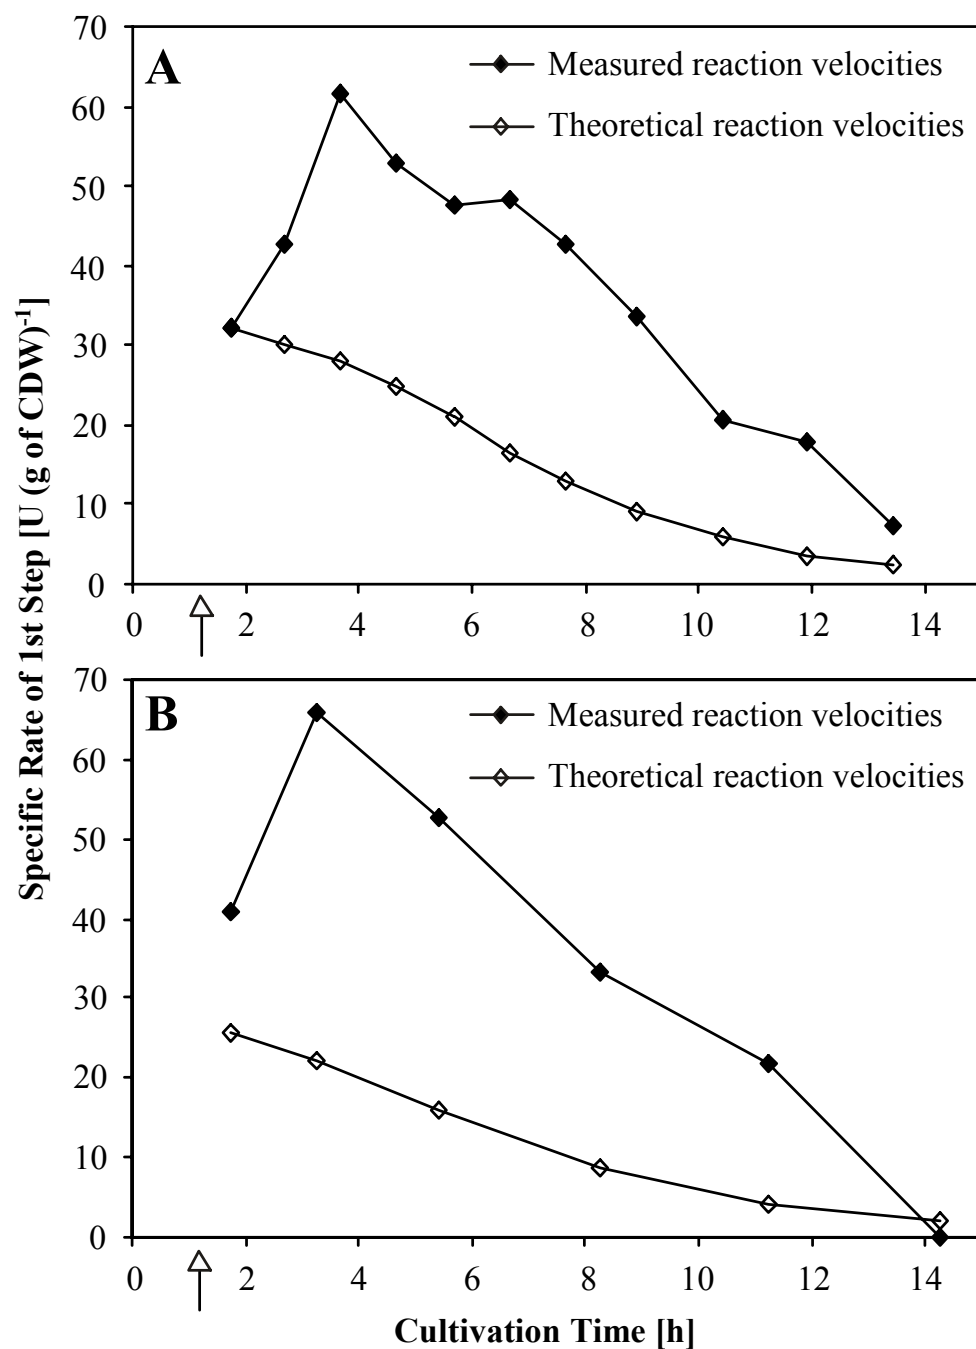 70
A
Measured reaction velocities
Theoretical reaction velocities
60
50
40
30
20
10
0
0 2 4 6 8 10 12 14
Specific Rate of 1st Step [U (g of CDW)-1]
70
B
Measured reaction velocities
Theoretical reaction velocities
60
50
40
30
20
10
0
0 2 4 6 8 10 12 14
Cultivation Time [h]